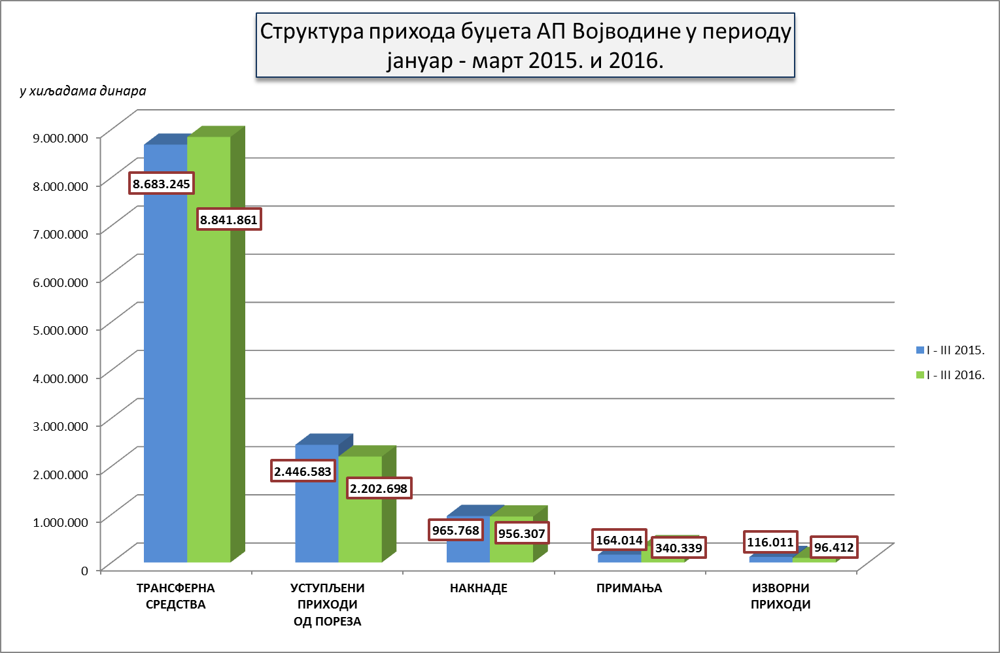 Структура прихода буџета АП Војводине у периоду
јануар - март 2015. и 2016.
у хиљадама динара
9.000.000
8.000.000
7.000.000
6.000.000
5.000.000
4.000.000
3.000.000
2.000.000
1.000.000
0
8.683.245
8.841.861
2.446.583
2.202.698
965.768
956.307
164.014
340.339
116.011
96.412
ТРАНСФЕРНА
СРЕДСТВА
УСТУПЉЕНИ
ПРИХОДИ
ОД ПОРЕЗА
НАКНАДЕ
ПРИМАЊА
ИЗВОРНИ
ПРИХОДИ
I - III 2015.
I - III 2016.